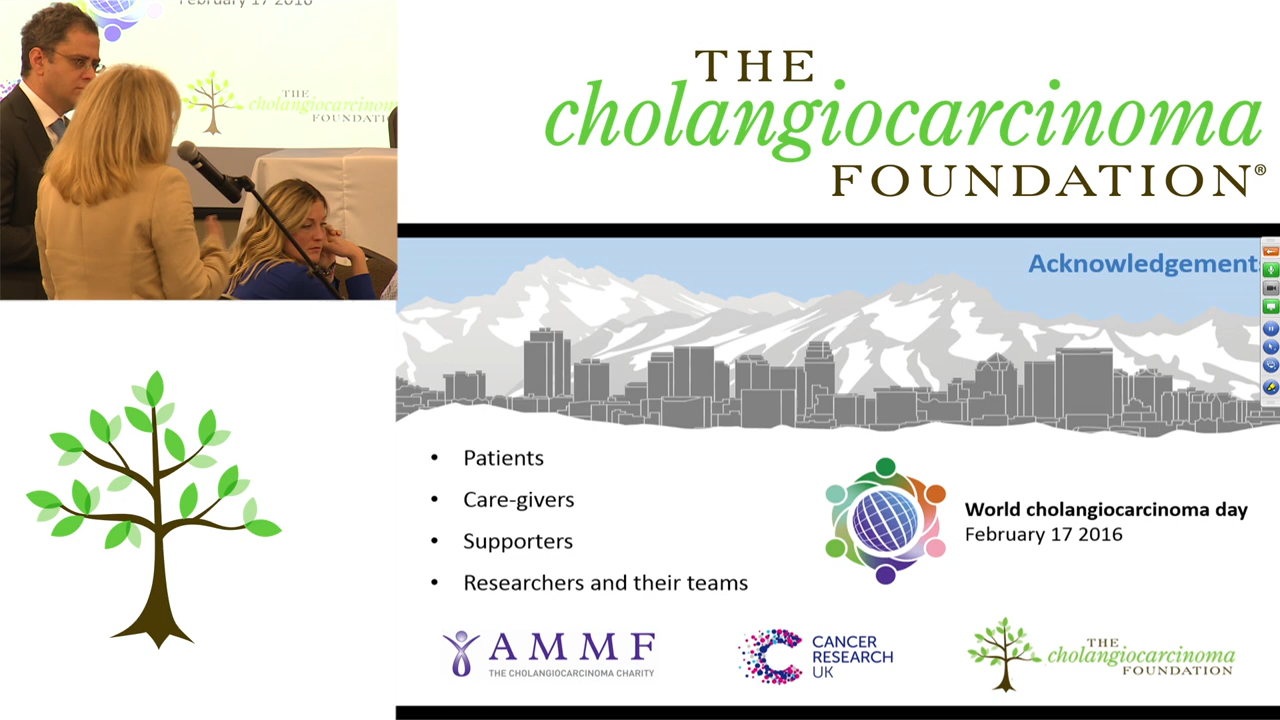 February 17 2016
THE
cholangiocarcinoma
FOUNDATION
THE
cholangiocarcinoma
FOUNDATION®
Acknowledgement
• Patients
• Care-givers
• Supporters
• Researchers and their teams
World cholangiocarcinoma day
February 17 2016
AMMF
THE CHOLANGIOCARCINOMA CHARITY
CANCER
RESEARCH
UK
THE
cholangiocarcinoma
FOUNDATION